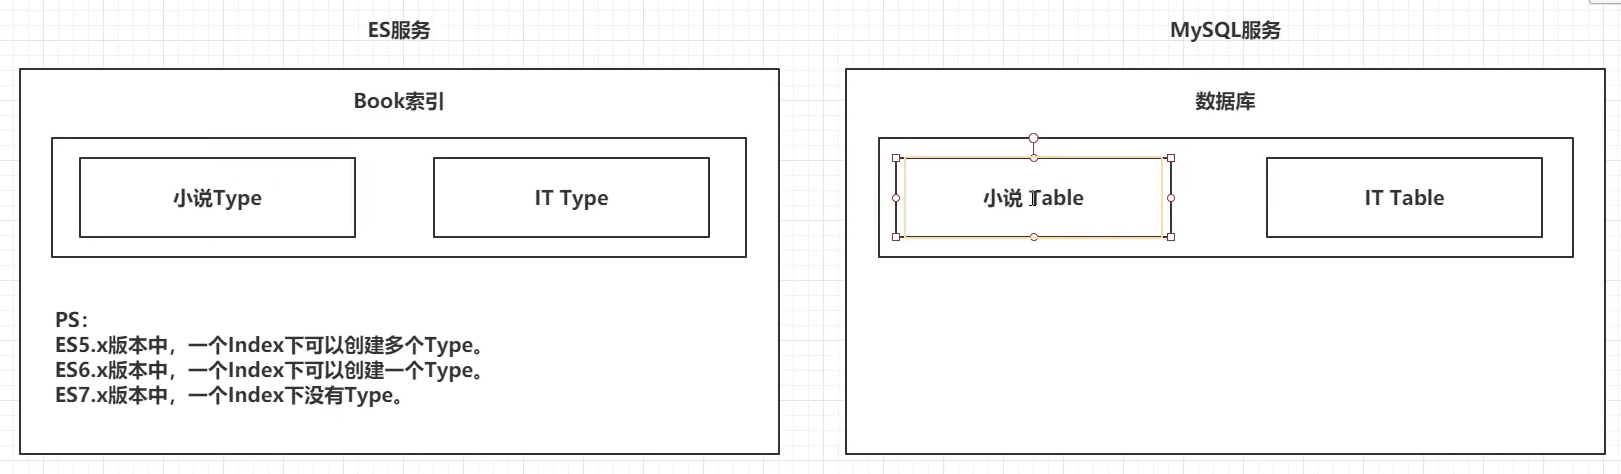 ES服务
Book索引
小说Type
IT Type
PS：
ES5.x版本中，一个Index下可以创建多个Type。
ES6.x版本中，一个Index下可以创建一个Type。
ES7.x版本中，一个Index下没有Type。
MySQL服务
数据库
小说 Table
IT Table